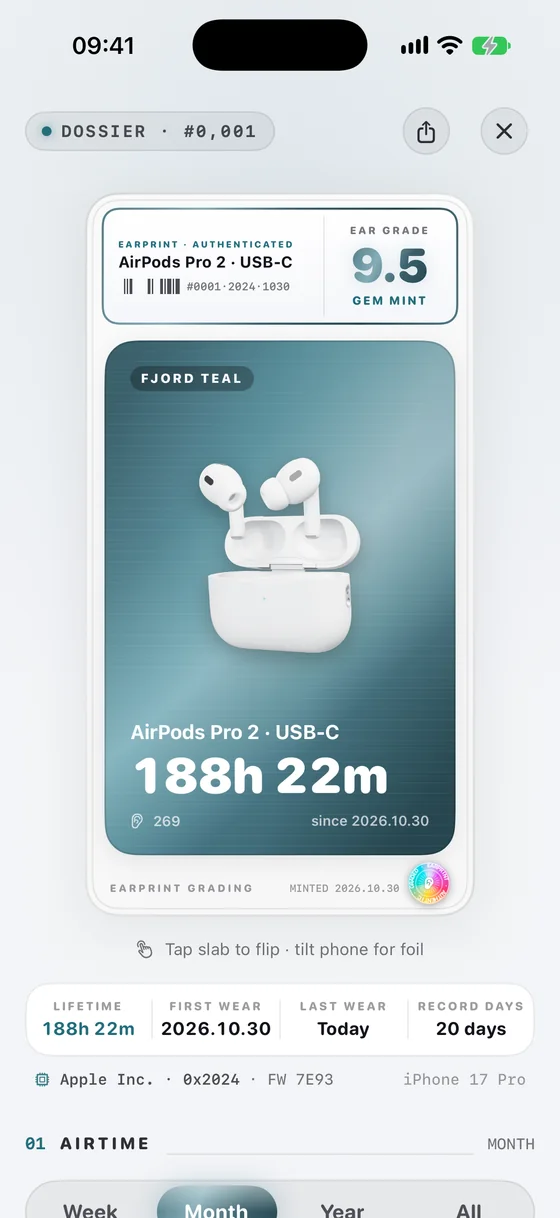 09:41
DOSSIER · #0,001
EARPRINT · AUTHENTICATED
AirPods Pro 2 · USB-C
#0001·2024·1030
EAR GRADE
9.5
GEM MINT
FJORD TEAL
AirPods Pro 2 · USB-C
188h 22m
269
since 2026.10.30
EARPRINT GRADING
MINTED 2026.10.30
Tap slab to flip · tilt phone for foil
LIFETIME
188h 22m
FIRST WEAR
2026.10.30
LAST WEAR
Today
RECORD DAYS
20 days
Apple Inc. · 0x2024 · FW 7E93
iPhone 17 Pro
01 AIRTIME
MONTH
Week
Month
Year
All